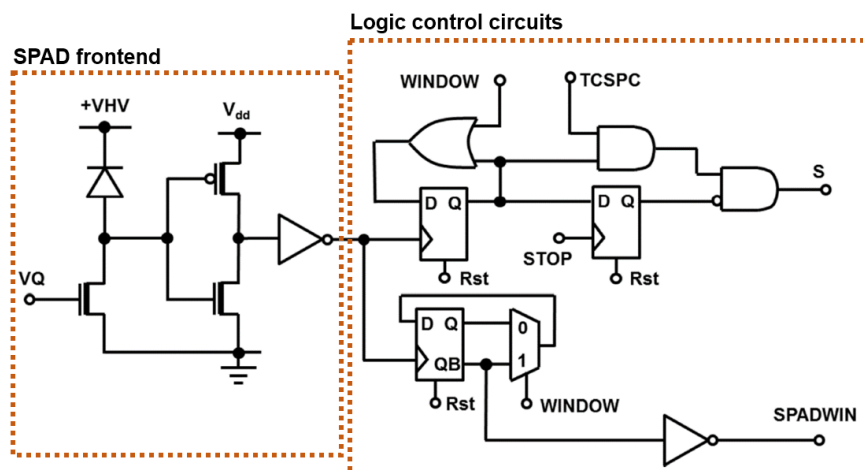 Logic control circuits
SPAD frontend
WINDOW
TCSPC
+VHV
Vdd
S
D Q
D Q
VQ
STOP
Rst
Rst
D Q
0
QB
1
Rst
WINDOW
SPADWIN